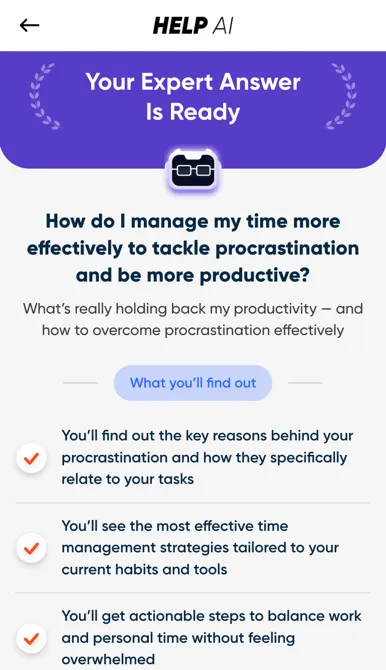 HELP AI
Your Expert Answer
Is Ready
How do I manage my time more
effectively to tackle procrastination
and be more productive?
What’s really holding back my productivity — and
how to overcome procrastination effectively
What you’ll find out
You’ll find out the key reasons behind your
procrastination and how they specifically
relate to your tasks
You’ll see the most effective time
management strategies tailored to your
current habits and tools
You’ll get actionable steps to balance work
and personal time without feeling
overwhelmed